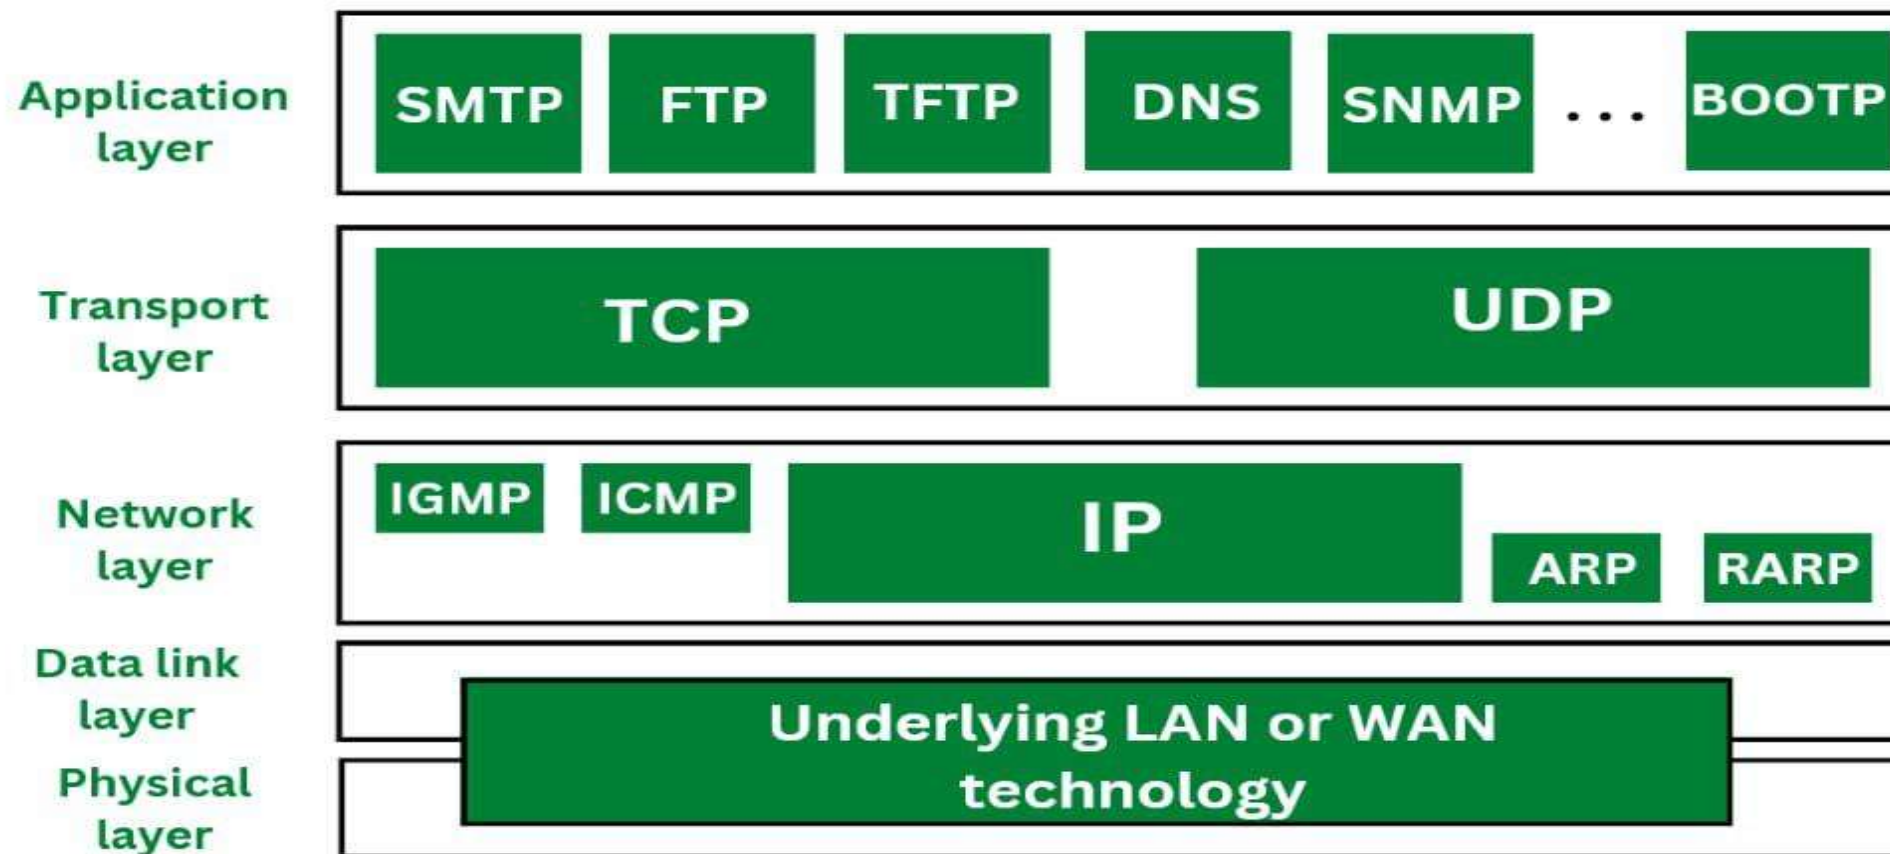 Application
layer
SMTP
FTP
TFTP
DNS
SNMP
...
BOOTP
Transport
layer
TCP
UDP
Network
layer
IGMP
ICMP
IP
ARP
RARP
Data link
layer
Underlying LAN or WAN
technology
Physical
layer